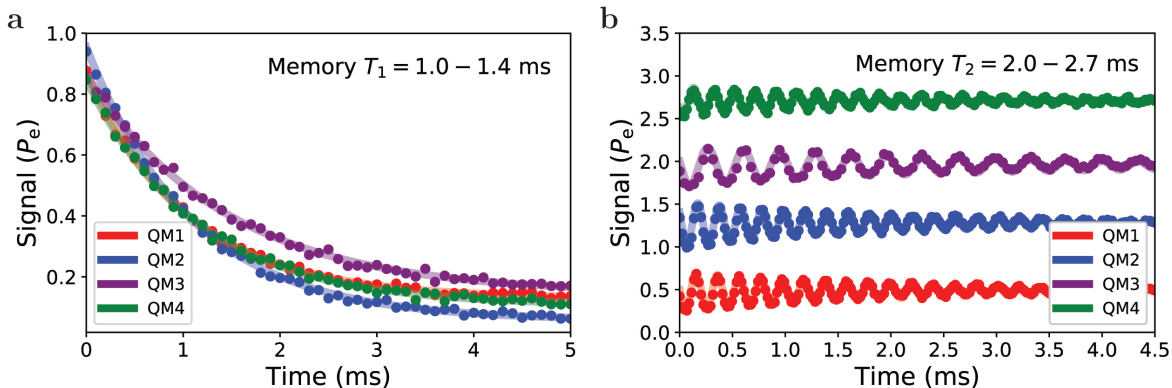 a
Memory T₁ = 1.0 − 1.4 ms
Signal (Pₑ)
1.0
0.8
0.6
0.4
0.2
QM1
QM2
QM3
QM4
0 1 2 3 4 5
Time (ms)
b
Memory T₂ = 2.0 − 2.7 ms
Signal (Pₑ)
3.5
3.0
2.5
2.0
1.5
1.0
0.5
0.0
QM1
QM2
QM3
QM4
0.0 0.5 1.0 1.5 2.0 2.5 3.0 3.5 4.0 4.5
Time (ms)